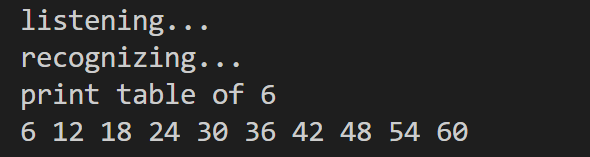 listening...
recognizing...
print table of 6
6 12 18 24 30 36 42 48 54 60